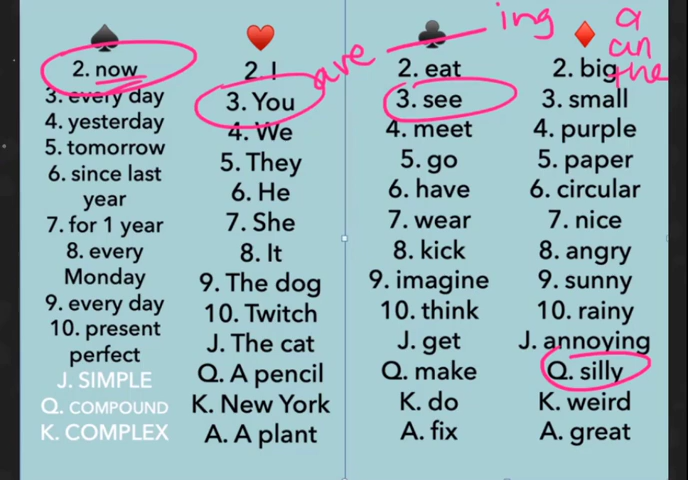 are
ing
a
an
the
2. now
3. every day
4. yesterday
5. tomorrow
6. since last
year
7. for 1 year
8. every
Monday
9. every day
10. present
perfect
J. SIMPLE
Q. COMPOUND
K. COMPLEX
2. I
3. You
4. We
5. They
6. He
7. She
8. It
9. The dog
10. Twitch
J. The cat
Q. A pencil
K. New York
A. A plant
2. eat
3. see
4. meet
5. go
6. have
7. wear
8. kick
9. imagine
10. think
J. get
Q. make
K. do
A. fix
2. big
3. small
4. purple
5. paper
6. circular
7. nice
8. angry
9. sunny
10. rainy
J. annoying
Q. silly
K. weird
A. great